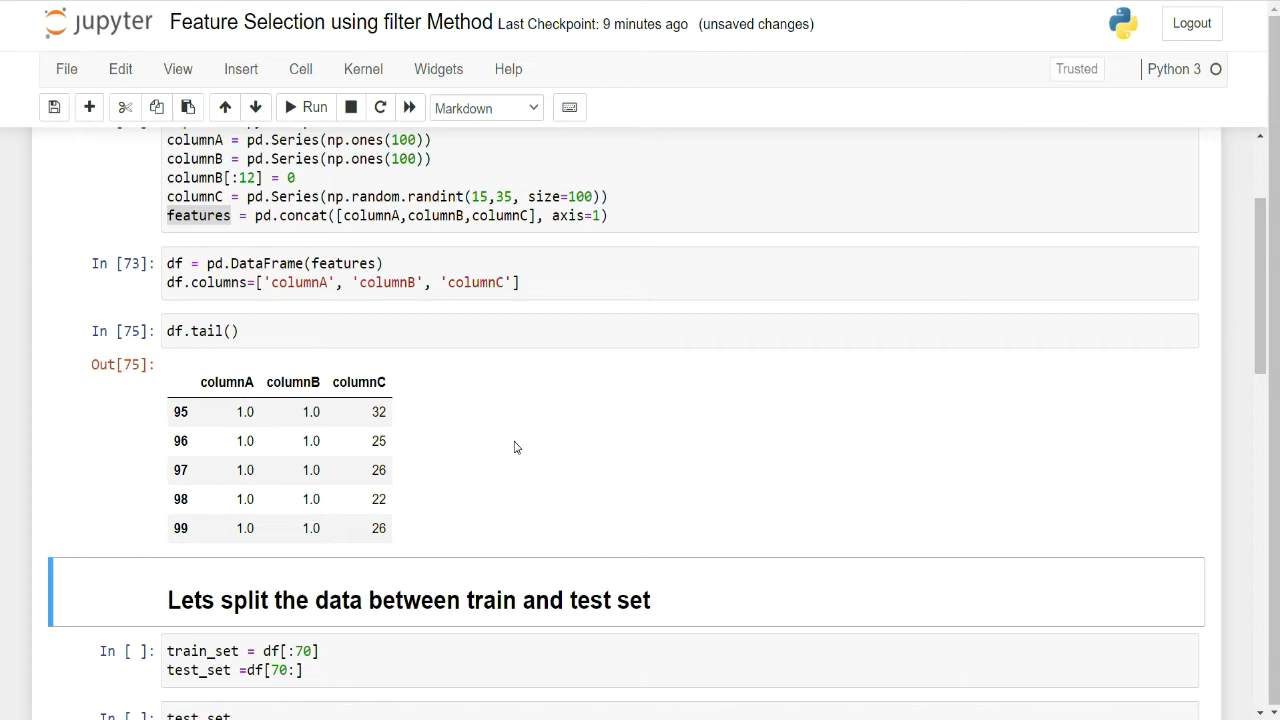 jupyter Feature Selection using filter Method Last Checkpoint: 9 minutes ago (unsaved changes) Logout
File Edit View Insert Cell Kernel Widgets Help Trusted Python 3
Run Markdown
columnA = pd.Series(np.ones(100))
columnB = pd.Series(np.ones(100))
columnB[:12] = 0
columnC = pd.Series(np.random.randint(15,35, size=100))
features = pd.concat([columnA,columnB,columnC], axis=1)
In [73]: df = pd.DataFrame(features)
df.columns=['columnA', 'columnB', 'columnC']
In [75]: df.tail()
Out[75]:
columnA columnB columnC
95 1.0 1.0 32
96 1.0 1.0 25
97 1.0 1.0 26
98 1.0 1.0 22
99 1.0 1.0 26
Lets split the data between train and test set
In [ ]: train_set = df[:70]
test_set =df[70:]
In [ ]: test_set